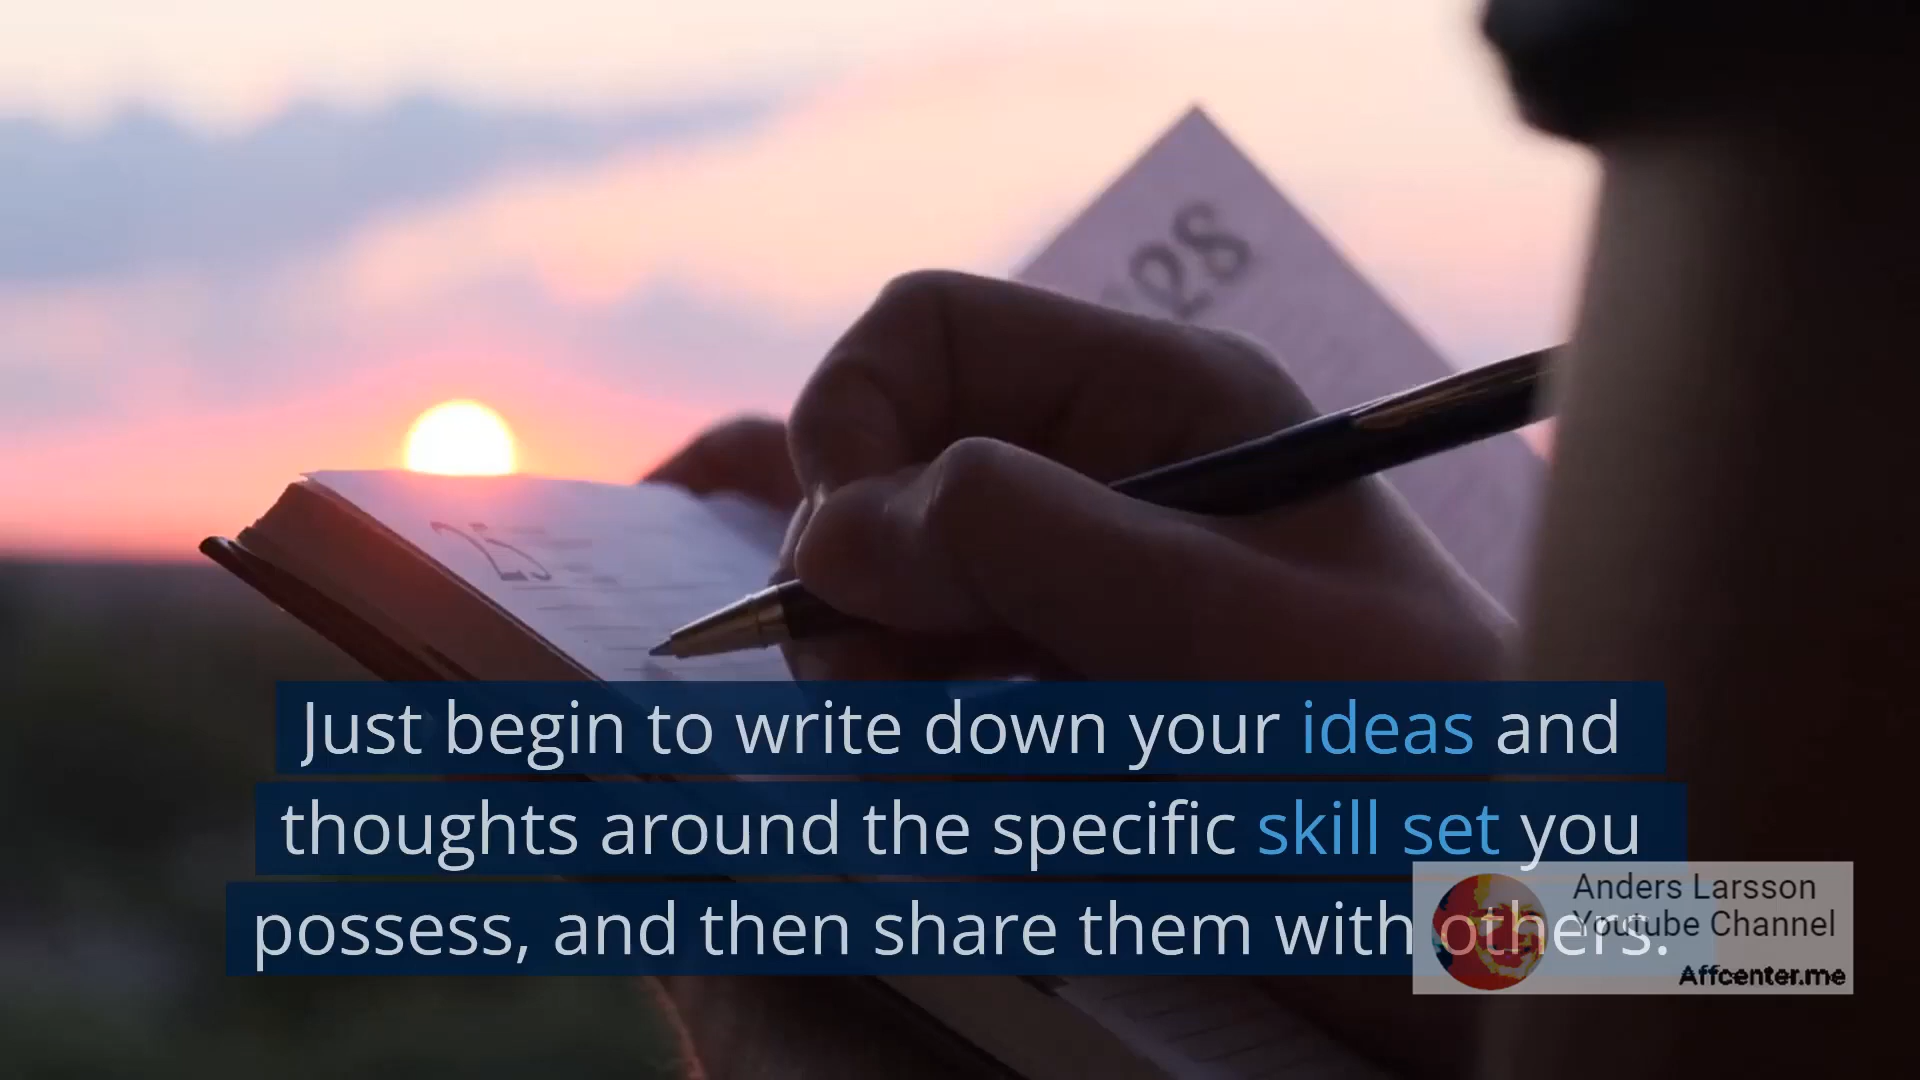 28
Just begin to write down your ideas and
thoughts around the specific skill set you
possess, and then share them with others.
Anders Larsson
Youtube Channel
Affcenter.me